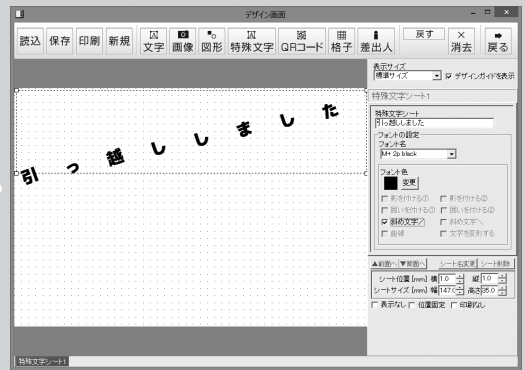 デザイン画面
読込 保存 印刷 新規 文字 画像 図形 特殊文字 QRコード 格子 差出人 戻す 消去 戻る
表示サイズ
標準サイズ デザインガイドを表示
特殊文字シート1
特殊文字シート
引っ越ししました
フォントの設定
フォント名
M+ 2p black
フォント色
変更
影を付ける① 影を付ける②
囲いを付ける① 囲いを付ける②
斜め文字／ 斜め文字＼
曲線 文字を変形する
▲前面へ ▼背面へ シート名変更 シート削除
シート位置 [mm] 横 1.0 縦 1.0
シートサイズ [mm] 幅 147.0 高さ 35.0
表示なし 位置固定 印刷なし
引っ越ししました
特殊文字シート1